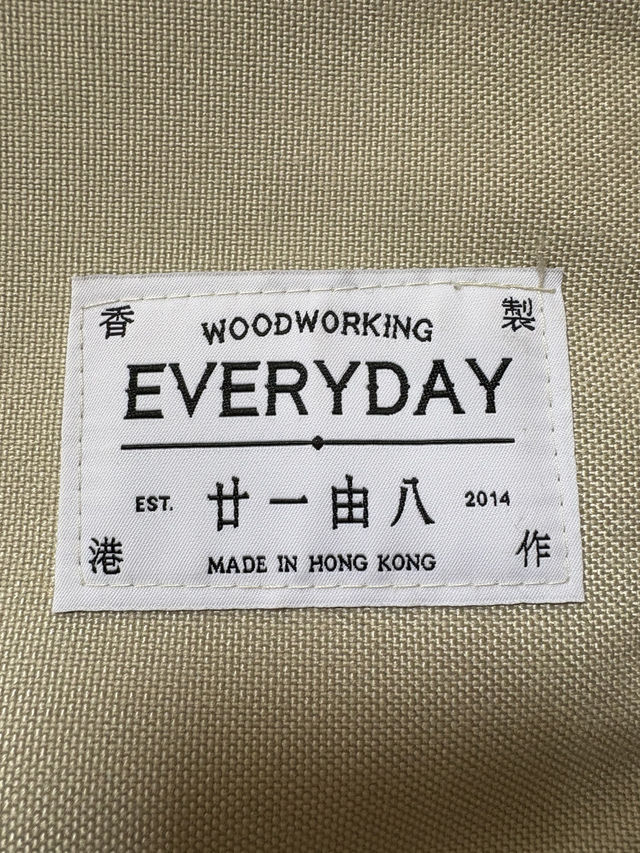 香 製
WOODWORKING
EVERYDAY
EST. 廿一由八 2014
港 作
MADE IN HONG KONG